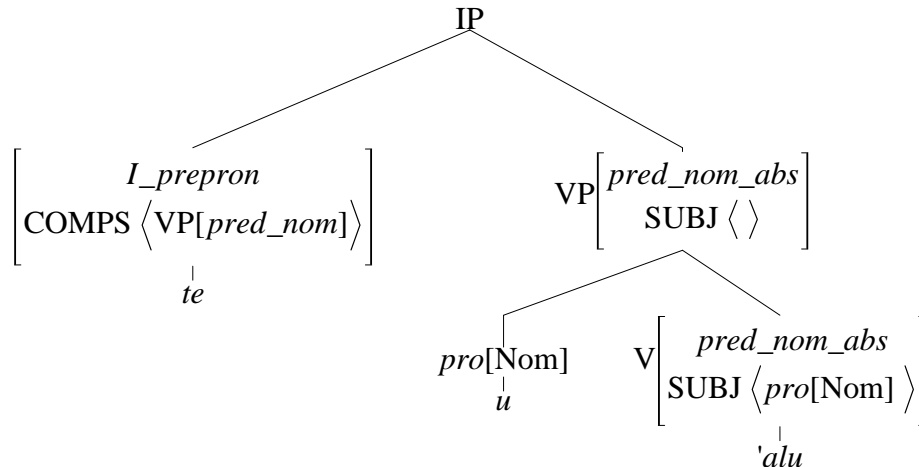 IP
I_prepron
COMPS ⟨VP[pred_nom]⟩
te
VP[pred_nom_abs
SUBJ ⟨ ⟩]
pro[Nom]
u
V[pred_nom_abs
SUBJ ⟨pro[Nom] ⟩]
'alu